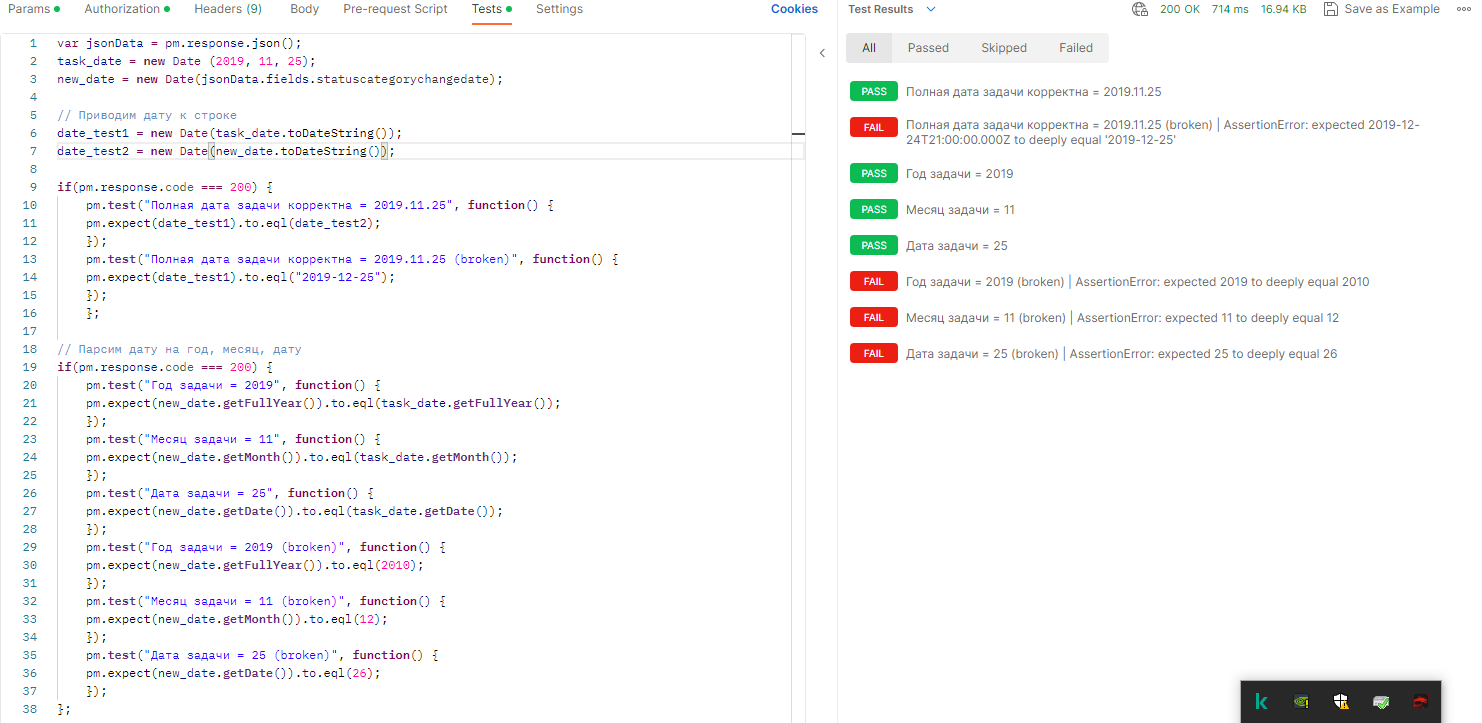 Params Authorization Headers (9) Body Pre-request Script Tests Settings Cookies
1 var jsonData = pm.response.json();
2 task_date = new Date (2019, 11, 25);
3 new_date = new Date(jsonData.fields.statuscategorychangedate);
4
5 // Приводим дату к строке
6 date_test1 = new Date(task_date.toDateString());
7 date_test2 = new Date(new_date.toDateString());
8
9 if(pm.response.code === 200) {
10 pm.test("Полная дата задачи корректна = 2019.11.25", function() {
11 pm.expect(date_test1).to.eql(date_test2);
12 });
13 pm.test("Полная дата задачи корректна = 2019.11.25 (broken)", function() {
14 pm.expect(date_test1).to.eql("2019-12-25");
15 });
16 };
17
18 // Парсим дату на год, месяц, дату
19 if(pm.response.code === 200) {
20 pm.test("Год задачи = 2019", function() {
21 pm.expect(new_date.getFullYear()).to.eql(task_date.getFullYear());
22 });
23 pm.test("Месяц задачи = 11", function() {
24 pm.expect(new_date.getMonth()).to.eql(task_date.getMonth());
25 });
26 pm.test("Дата задачи = 25", function() {
27 pm.expect(new_date.getDate()).to.eql(task_date.getDate());
28 });
29 pm.test("Год задачи = 2019 (broken)", function() {
30 pm.expect(new_date.getFullYear()).to.eql(2010);
31 });
32 pm.test("Месяц задачи = 11 (broken)", function() {
33 pm.expect(new_date.getMonth()).to.eql(12);
34 });
35 pm.test("Дата задачи = 25 (broken)", function() {
36 pm.expect(new_date.getDate()).to.eql(26);
37 });
38 };
Test Results 200 OK 714 ms 16.94 KB Save as Example
All Passed Skipped Failed
PASS Полная дата задачи корректна = 2019.11.25
FAIL Полная дата задачи корректна = 2019.11.25 (broken) | AssertionError: expected 2019-12-
24T21:00:00.000Z to deeply equal '2019-12-25'
PASS Год задачи = 2019
PASS Месяц задачи = 11
PASS Дата задачи = 25
FAIL Год задачи = 2019 (broken) | AssertionError: expected 2019 to deeply equal 2010
FAIL Месяц задачи = 11 (broken) | AssertionError: expected 11 to deeply equal 12
FAIL Дата задачи = 25 (broken) | AssertionError: expected 25 to deeply equal 26
k